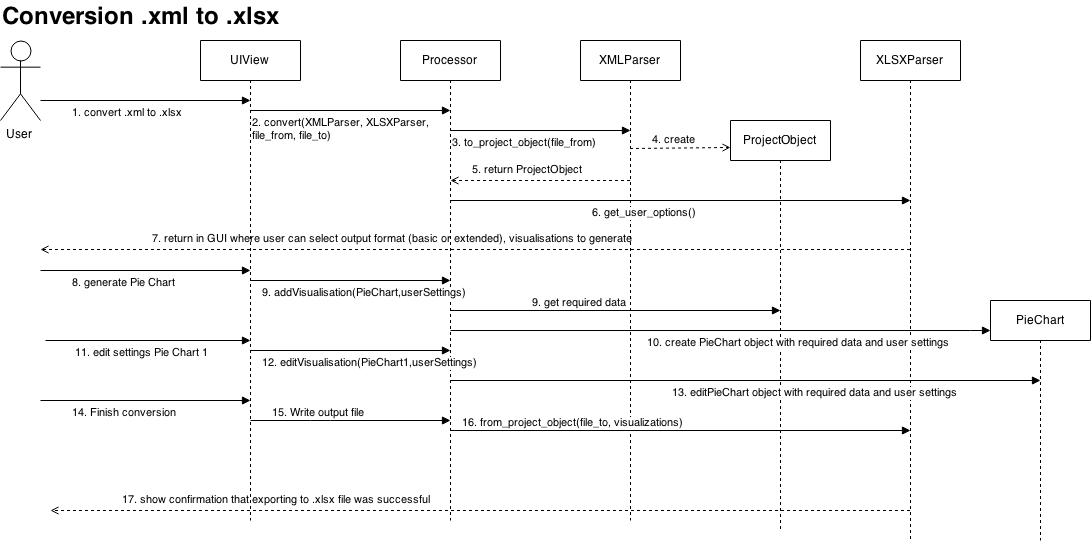 Conversion .xml to .xlsx
UIView
Processor
XMLParser
XLSXParser
User
1. convert .xml to .xlsx
2. convert(XMLParser, XLSXParser,
file_from, file_to)
3. to_project_object(file_from)
4. create
ProjectObject
5. return ProjectObject
6. get_user_options()
7. return in GUI where user can select output format (basic or extended), visualisations to generate
8. generate Pie Chart
9. addVisualisation(PieChart,userSettings)
9. get required data
PieChart
10. create PieChart object with required data and user settings
11. edit settings Pie Chart 1
12. editVisualisation(PieChart1,userSettings)
13. editPieChart object with required data and user settings
14. Finish conversion
15. Write output file
16. from_project_object(file_to, visualizations)
17. show confirmation that exporting to .xlsx file was successful